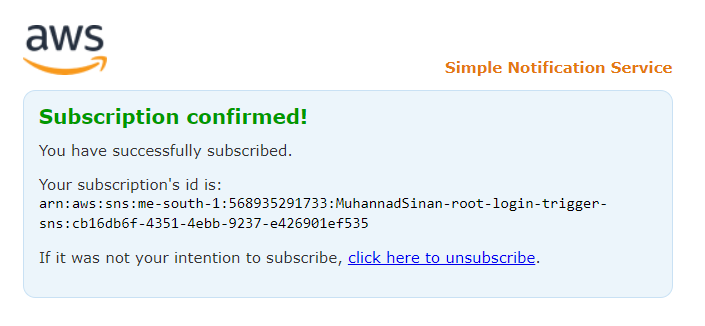 aws
Simple Notification Service
Subscription confirmed!
You have successfully subscribed.
Your subscription's id is:
arn:aws:sns:me-south-1:568935291733:MuhannadSinan-root-login-trigger-
sns:cb16db6f-4351-4ebb-9237-e426901ef535
If it was not your intention to subscribe, click here to unsubscribe.